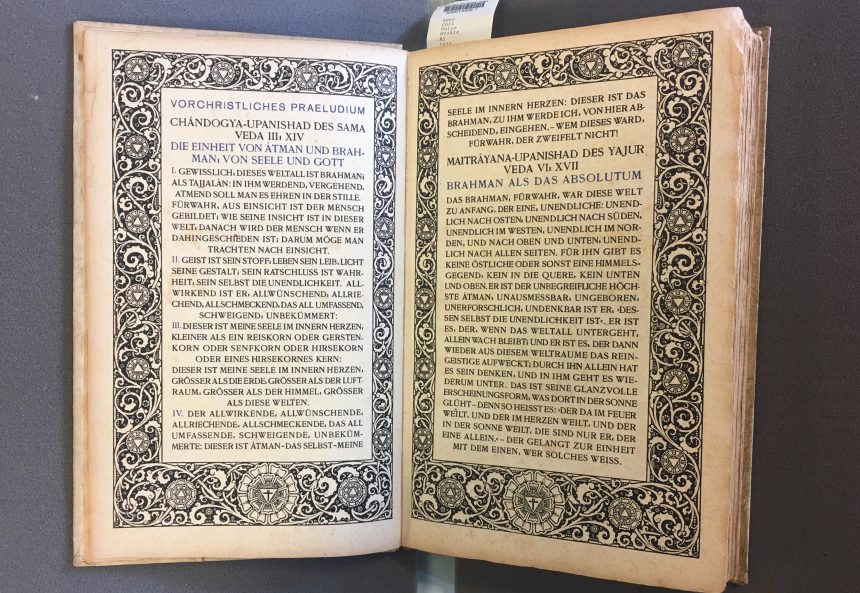 Spec
Coll
Folio
VORCHRISTLICHES PRAELUDIUM
CHÂNDOGYA-UPANISHAD DES SAMA
VEDA III; XIV
DIE EINHEIT VON ÂTMAN UND BRAH-
MAN; VON SEELE UND GOTT
I. GEWISSLICH; DIESES WELTALL IST BRAHMAN;
ALS TAJJALÂN: IN IHM WERDEND, VERGEHEND,
ATMEND SOLL MAN ES EHREN IN DER STILLE.
FÜRWAHR, AUS EINSICHT IST DER MENSCH
GEBILDET; WIE SEINE INSICHT IST IN DIESER
WELT; DANACH WIRD DER MENSCH WENN ER
DAHINGESCHIEDEN IST; DARUM MÖGE MAN
TRACHTEN NACH EINSICHT.
II. GEIST IST SEIN STOFF; LEBEN SEIN LEIB, LICHT
SEINE GESTALT; SEIN RATSCHLUSS IST WAHR-
HEIT; SEIN SELBST DIE UNENDLICHKEIT. ALL-
WIRKEND IST ER; ALLWÜNSCHEND, ALLRIE-
CHEND, ALLSCHMECKEND, DAS ALL UMFASSEND,
SCHWEIGEND, UNBEKÜMMERT:
III. DIESER IST MEINE SEELE IM INNERN HERZEN,
KLEINER ALS EIN REISKORN ODER GERSTEN-
KORN ODER SENFKORN ODER HIRSEKORN
ODER EINES HIRSEKORNES KERN:
DIESER IST MEINE SEELE IM INNERN HERZEN,
GRÖSSER ALS DIE ERDE, GRÖSSER ALS DER LUFT-
RAUM, GRÖSSER ALS DER HIMMEL, GRÖSSER
ALS DIESE WELTEN.
IV. DER ALLWIRKENDE, ALLWÜNSCHENDE,
ALLRIECHENDE, ALLSCHMECKENDE, DAS ALL
UMFASSENDE, SCHWEIGENDE, UNBEKÜM-
MERTE: DIESER IST ÂTMAN-DAS SELBST-MEINE
SEELE IM INNERN HERZEN: DIESER IST DAS
BRAHMAN, ZU IHM WERDE ICH, VON HIER AB-
SCHEIDEND, EINGEHEN, – WEM DIESES WARD,
FÜRWAHR, DER ZWEIFELT NICHT!
MAITRÂYANA-UPANISHAD DES YAJUR
VEDA VI; XVII
BRAHMAN ALS DAS ABSOLUTUM
DAS BRAHMAN, FÜRWAHR, WAR DIESE WELT
ZU ANFANG, DER EINE, UNENDLICHE: UNEND-
LICH NACH OSTEN; UNENDLICH NACH SÜDEN,
UNENDLICH IM WESTEN, UNENDLICH IM NOR-
DEN, UND NACH OBEN UND UNTEN; UNEND-
LICH NACH ALLEN SEITEN. FÜR IHN GIBT ES
KEINE ÖSTLICHE ODER SONST EINE HIMMELS-
GEGEND; KEIN IN DIE QUERE, KEIN UNTEN
UND OBEN. ER IST DER UNBEGREIFLICHE HÖCH-
STE ÂTMAN; UNAUSMESSBAR; UNGEBOREN,
UNERFORSCHLICH, UNDENKBAR IST ER, ›DES-
SEN SELBST DIE UNENDLICHKEIT IST‹. ER IST
ES, DER, WENN DAS WELTALL UNTERGEHT,
ALLEIN WACH BLEIBT; UND ER IST ES, DER DANN
WIEDER AUS DIESEM WELTRAUME DAS REIN-
GEISTIGE AUFWECKT; DURCH IHN ALLEIN HAT
ES SEIN DENKEN, UND IN IHM GEHT ES WIE-
DERUM UNTER. DAS IST SEINE GLANZVOLLE
ERSCHEINUNGSFORM, WAS DORT IN DER SONNE
GLÜHT – DENN SO HEISST ES: ›DER DA IM FEUER
WEILT, UND DER IM HERZEN WEILT, UND DER
IN DER SONNE WEILT, DIE SIND NUR ER, DER
EINE ALLEIN,‹ – DER GELANGT ZUR EINHEIT
MIT DEM EINEN, WER SOLCHES WEISS.